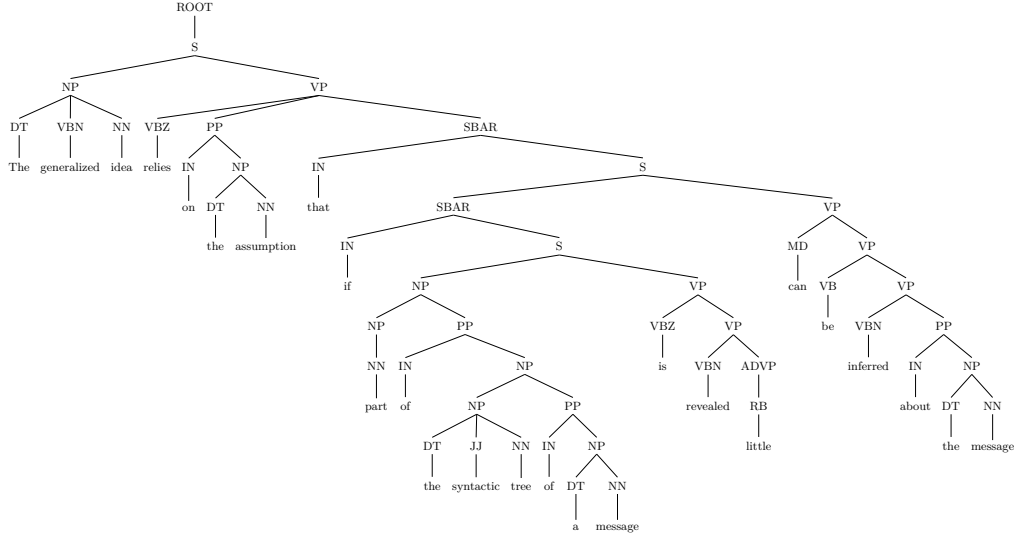 ROOT
S
NP VP
DT VBN NN VBZ PP SBAR
The generalized idea relies IN NP IN S
on DT NN that SBAR VP
the assumption IN S MD VP
if NP VP can VB VP
NP PP VBZ VP be VBN PP
NN IN NP is VBN ADVP inferred IN NP
part of NP PP revealed RB about DT NN
DT JJ NN IN NP little the message
the syntactic tree of DT NN
a message